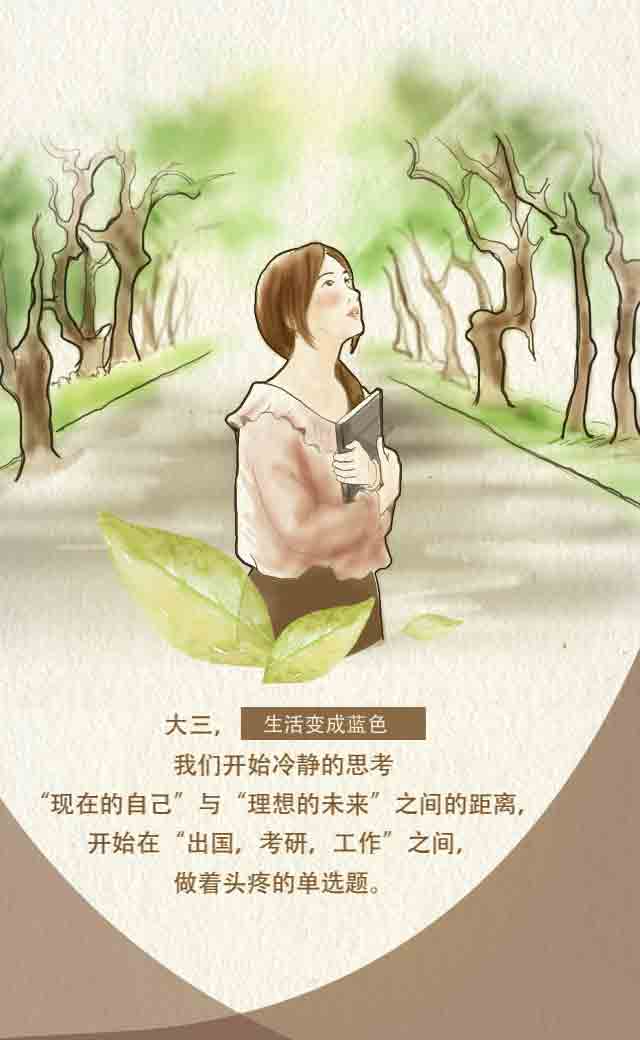 大三，生活变成蓝色
我们开始冷静的思考
“现在的自己”与“理想的未来”之间的距离，
开始在“出国，考研，工作”之间，
做着头疼的单选题。